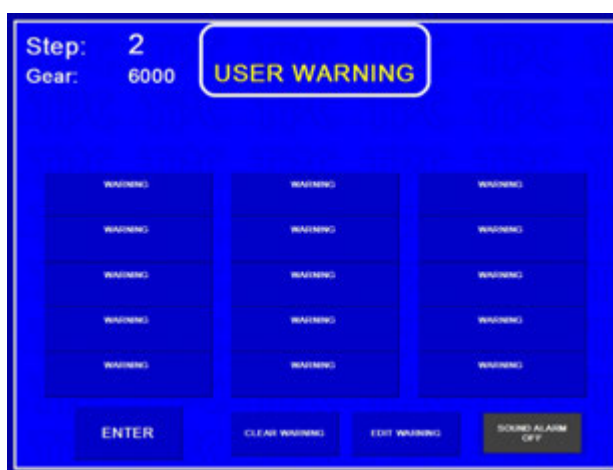 Step: 2
USER WARNING
Gear: 6000
WARNING WARNING WARNING
WARNING WARNING WARNING
WARNING WARNING WARNING
WARNING WARNING WARNING
WARNING WARNING WARNING
ENTER
CLEAR WARNING
EDIT WARNING
SOUND ALARM
OFF